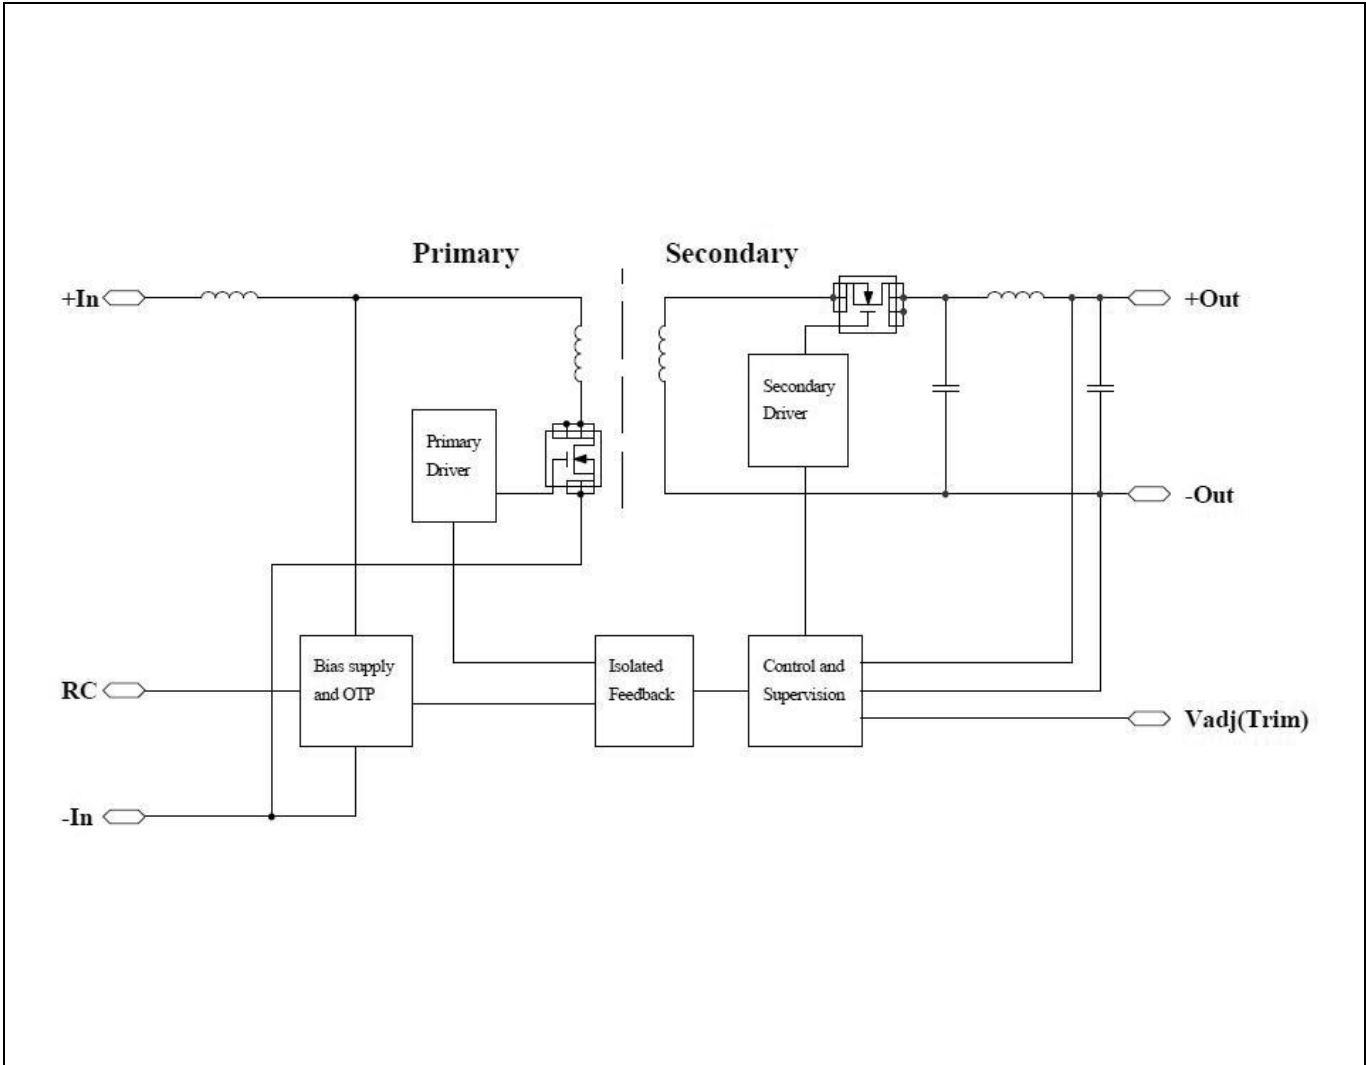 Primary
Secondary
+In
+Out
Secondary
Driver
Primary
Driver
-Out
Bias supply
and OTP
Isolated
Feedback
Control and
Supervision
RC
Vadj(Trim)
-In